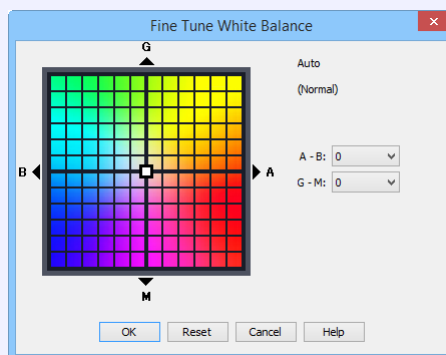 Fine Tune White Balance
G
Auto
(Normal)
B
A
A - B: 0
G - M: 0
M
OK Reset Cancel Help